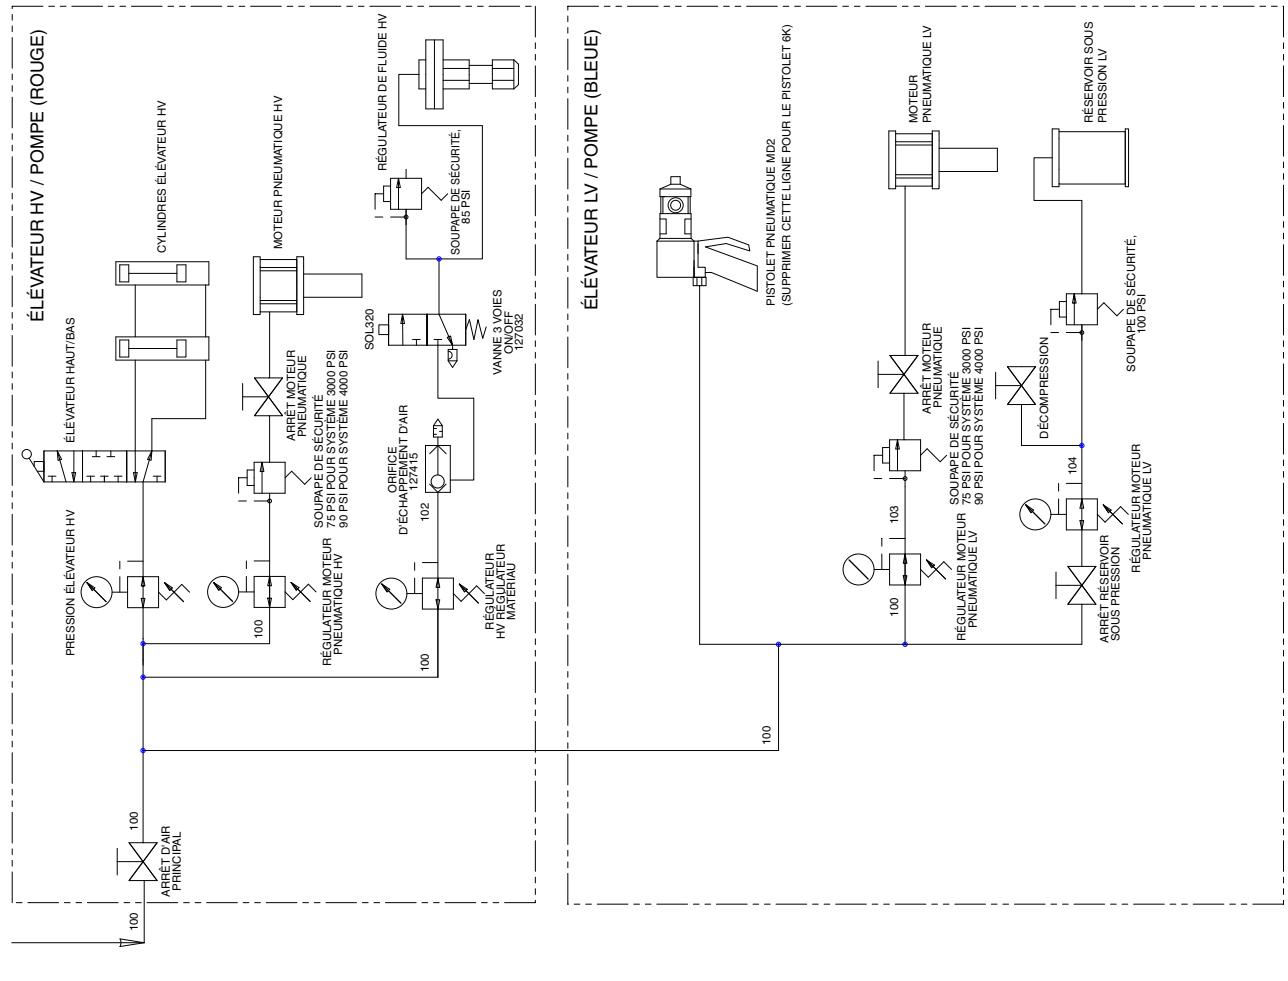 ÉLÉVATEUR HV / POMPE (ROUGE)
CYLINDRES ÉLÉVATEUR HV
ÉLÉVATEUR HAUT/BAS
PRESSION ÉLÉVATEUR HV
100
ARRÊT D'AIR
PRINCIPAL
100
MOTEUR PNEUMATIQUE HV
ARRÊT MOTEUR
PNEUMATIQUE
SOUPAPE DE SÉCURITÉ
75 PSI POUR SYSTÈME 3000 PSI
90 PSI POUR SYSTÈME 4000 PSI
RÉGULATEUR MOTEUR
PNEUMATIQUE HV
100
RÉGULATEUR DE FLUIDE HV
SOUPAPE DE SÉCURITÉ,
85 PSI
SOL320
VANNE 3 VOIES
ON/OFF
127032
ORIFICE
D'ÉCHAPPEMENT D'AIR
127415
102
RÉGULATEUR
HV RÉGULATEUR
MATÉRIAU
100
ÉLÉVATEUR LV / POMPE (BLEUE)
PISTOLET PNEUMATIQUE MD2
(SUPPRIMER CETTE LIGNE POUR LE PISTOLET 6K)
100
MOTEUR
PNEUMATIQUE LV
ARRÊT MOTEUR
PNEUMATIQUE
SOUPAPE DE SÉCURITÉ
75 PSI POUR SYSTÈME 3000 PSI
90 PSI POUR SYSTÈME 4000 PSI
103
RÉGULATEUR MOTEUR
PNEUMATIQUE LV
100
RÉSERVOIR SOUS
PRESSION LV
SOUPAPE DE SÉCURITÉ,
100 PSI
DÉCOMPRESSION
104
RÉGULATEUR MOTEUR
PNEUMATIQUE LV
ARRÊT RÉSERVOIR
SOUS PRESSION